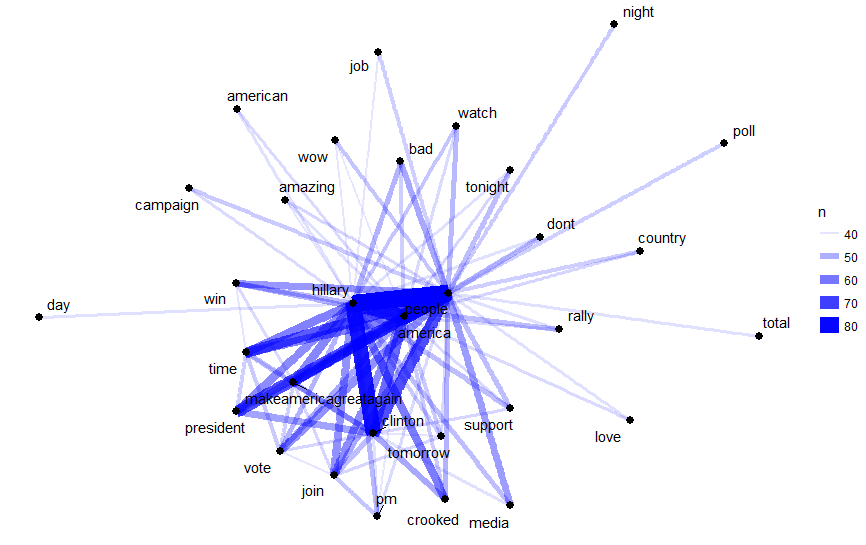 night
job
american
watch
poll
wow
bad
amazing
tonight
campaign
dont
country
n
40
50
60
70
80
hillary
win
day
people
rally
total
america
time
makeamericagreatagain
president
clinton
support
love
tomorrow
vote
join
pm
crooked
media